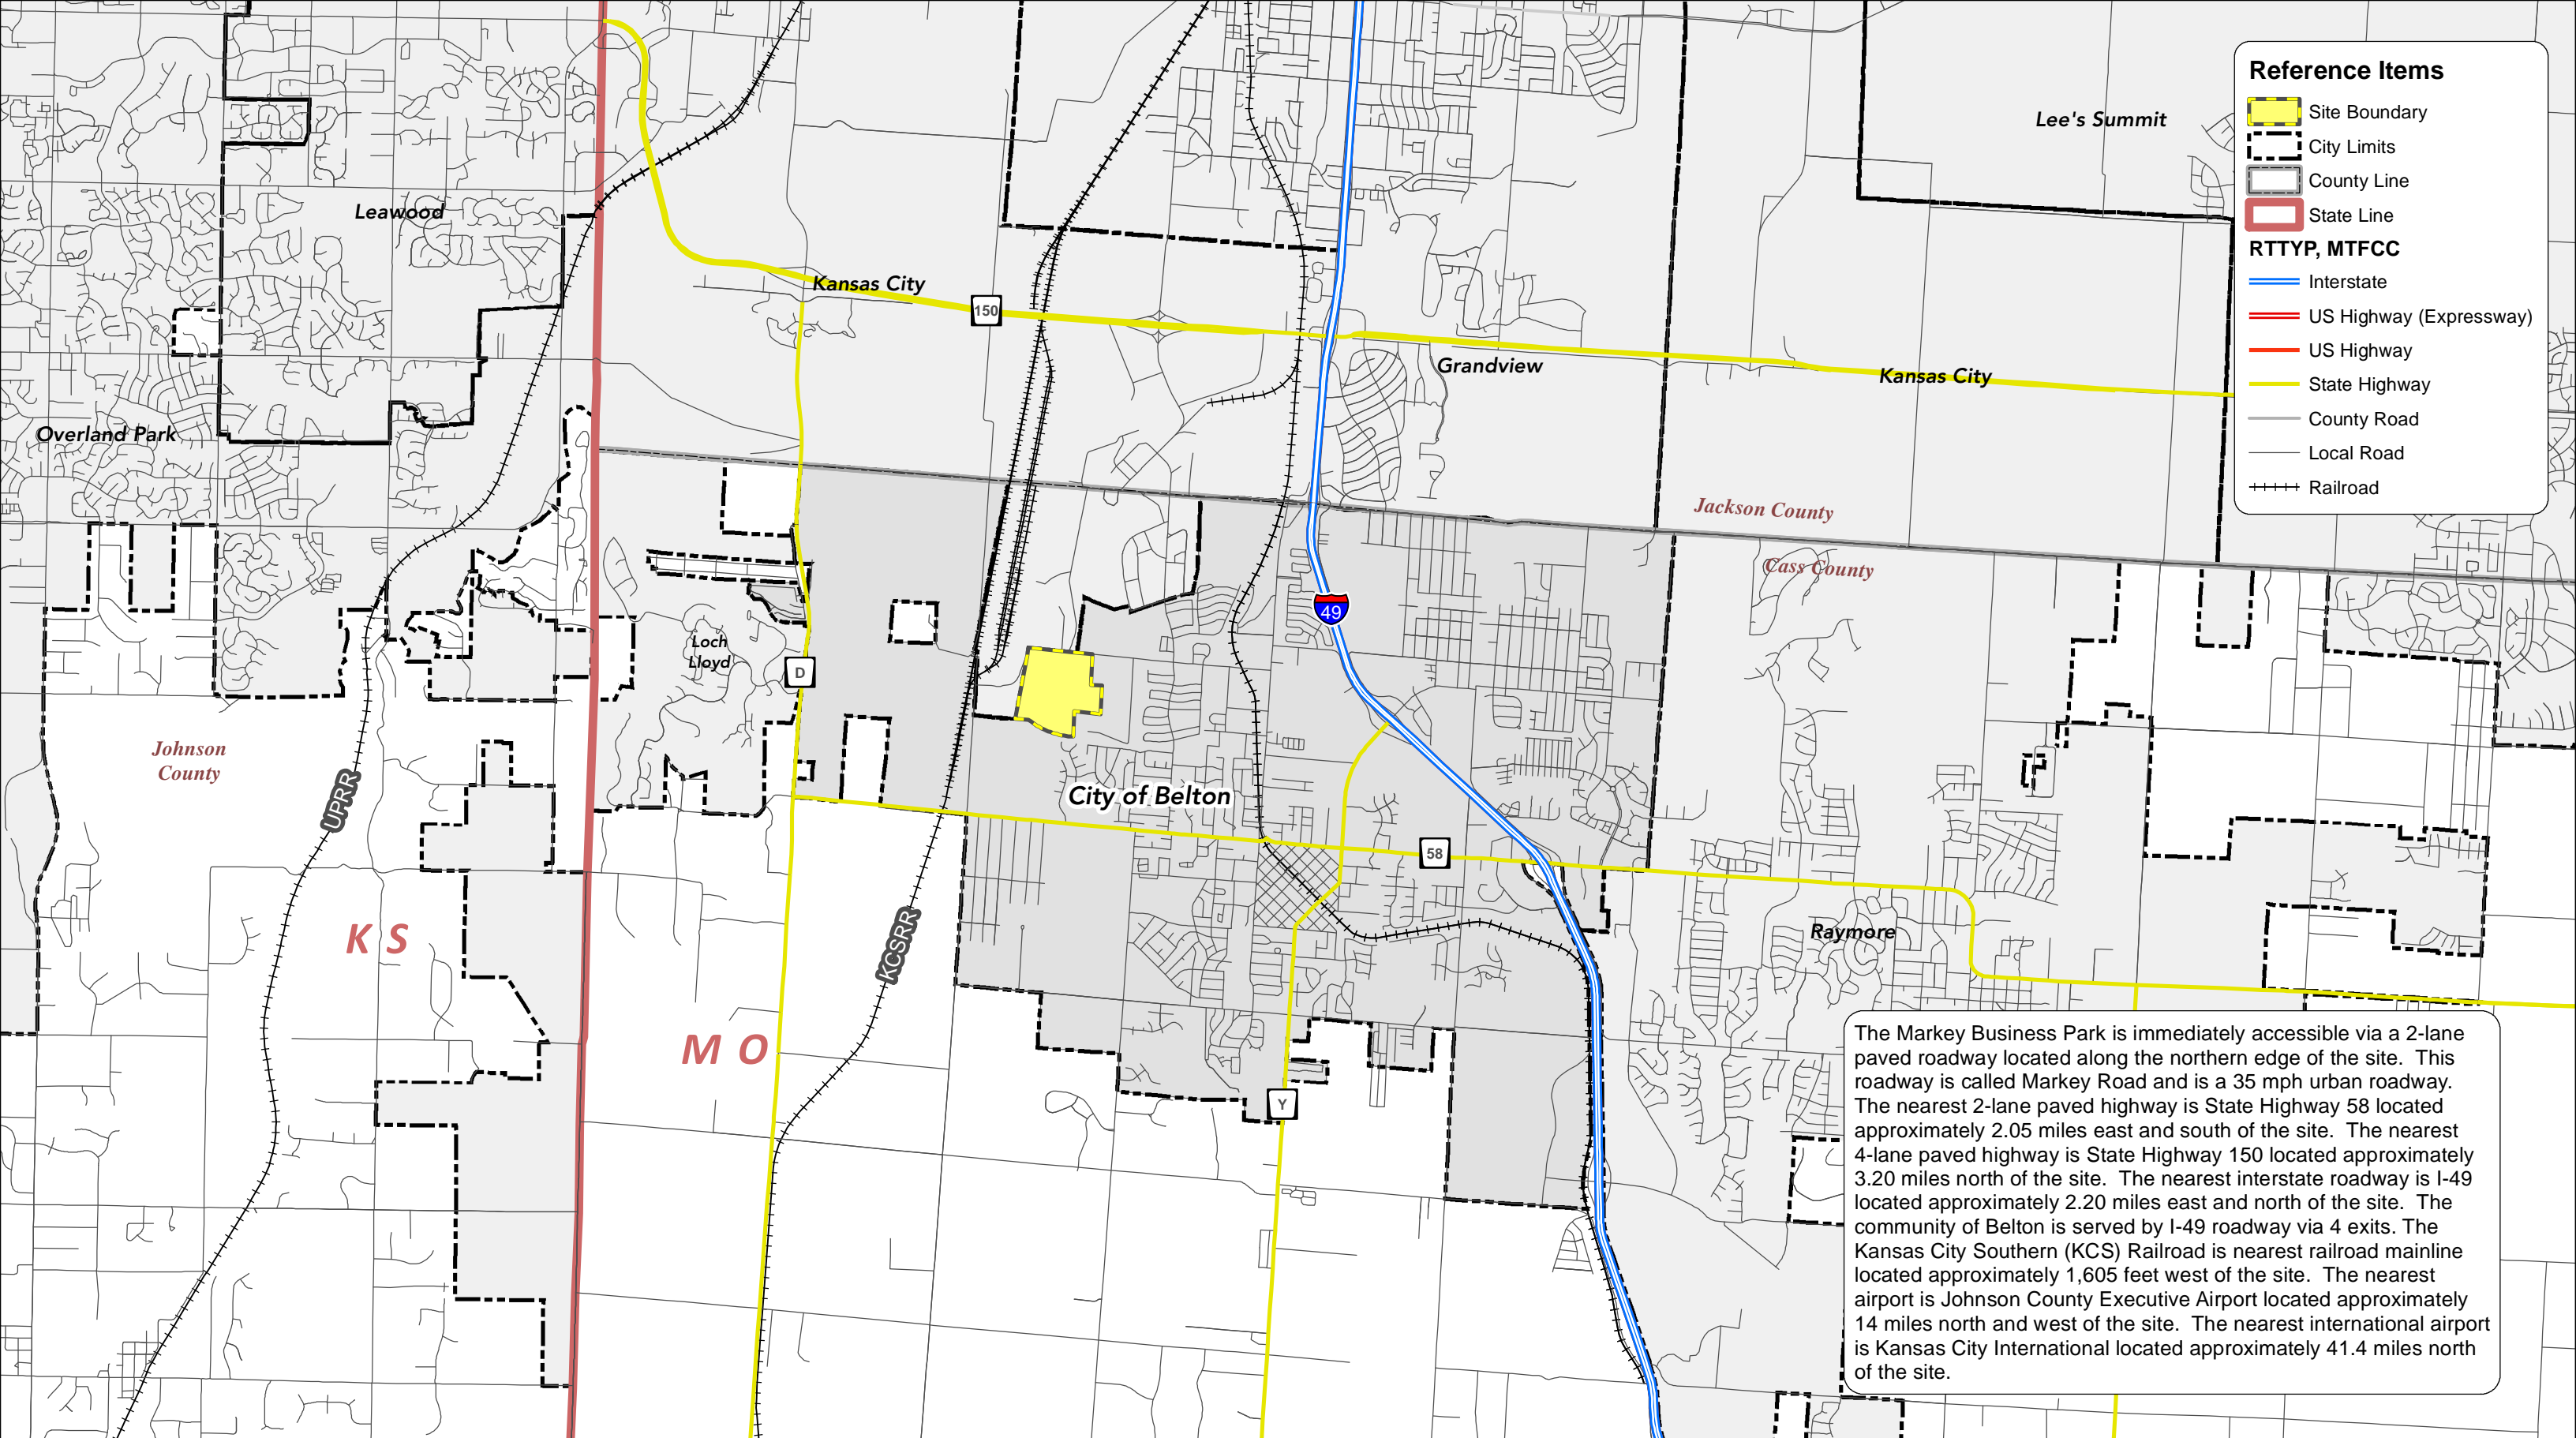 Reference Items
Site Boundary
City Limits
County Line
State Line
RTTYP, MTFCC
Interstate
US Highway (Expressway)
US Highway
State Highway
County Road
Local Road
Railroad
Lee's Summit
Leawood
Kansas City
150
Grandview
Kansas City
Overland Park
Jackson County
Cass County
49
Loch
Lloyd
D
Johnson
County
UPRR
City of Belton
58
KCSRR
K S
Raymore
M O
Y
The Markey Business Park is immediately accessible via a 2-lane
paved roadway located along the northern edge of the site. This
roadway is called Markey Road and is a 35 mph urban roadway.
The nearest 2-lane paved highway is State Highway 58 located
approximately 2.05 miles east and south of the site. The nearest
4-lane paved highway is State Highway 150 located approximately
3.20 miles north of the site. The nearest interstate roadway is I-49
located approximately 2.20 miles east and north of the site. The
community of Belton is served by I-49 roadway via 4 exits. The
Kansas City Southern (KCS) Railroad is nearest railroad mainline
located approximately 1,605 feet west of the site. The nearest
airport is Johnson County Executive Airport located approximately
14 miles north and west of the site. The nearest international airport
is Kansas City International located approximately 41.4 miles north
of the site.